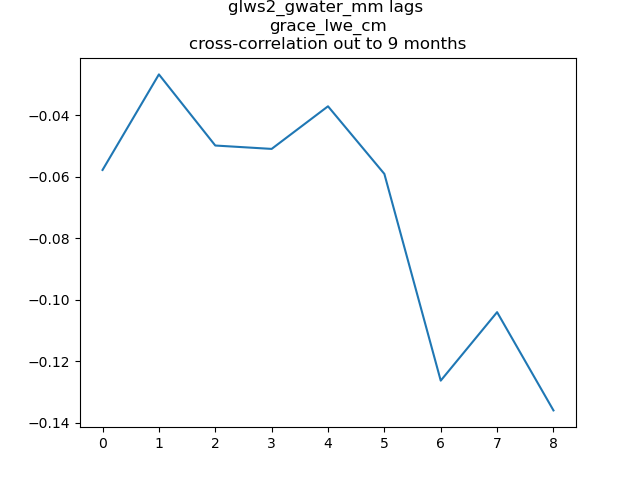 glws2_gwater_mm lags
grace_lwe_cm
cross-correlation out to 9 months
−0.04
−0.06
−0.08
−0.10
−0.12
−0.14
0 1 2 3 4 5 6 7 8